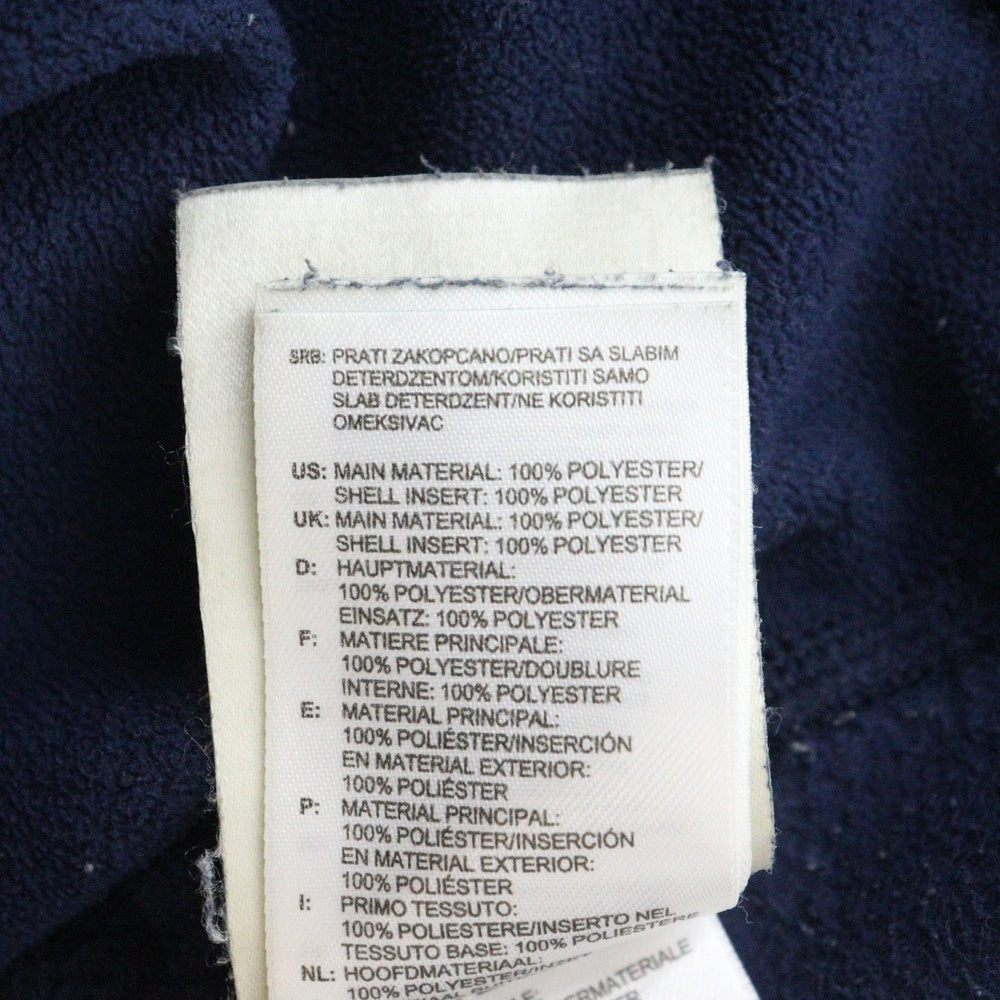 SRB: PRATI ZAKOPCANO/PRATI SA SLABIM
DETERDZENTOM/KORISTITI SAMO
SLAB DETERDZENT/NE KORISTITI
OMEKSIVAC
US: MAIN MATERIAL: 100% POLYESTER/
SHELL INSERT: 100% POLYESTER
UK: MAIN MATERIAL: 100% POLYESTER/
SHELL INSERT: 100% POLYESTER
D: HAUPTMATERIAL:
100% POLYESTER/OBERMATERIAL
EINSATZ: 100% POLYESTER
F: MATIERE PRINCIPALE:
100% POLYESTER/DOUBLURE
INTERNE: 100% POLYESTER
E: MATERIAL PRINCIPAL:
100% POLIÉSTER/INSERCIÓN
EN MATERIAL EXTERIOR:
100% POLIÉSTER
P: MATERIAL PRINCIPAL:
100% POLIÉSTER/INSERCIÓN
EN MATERIAL EXTERIOR:
100% POLIÉSTER
I: PRIMO TESSUTO:
100% POLIESTERE/INSERTO NEL
TESSUTO BASE: 100% POLIESTERE
NL: HOOFDMATERIAAL:
100%